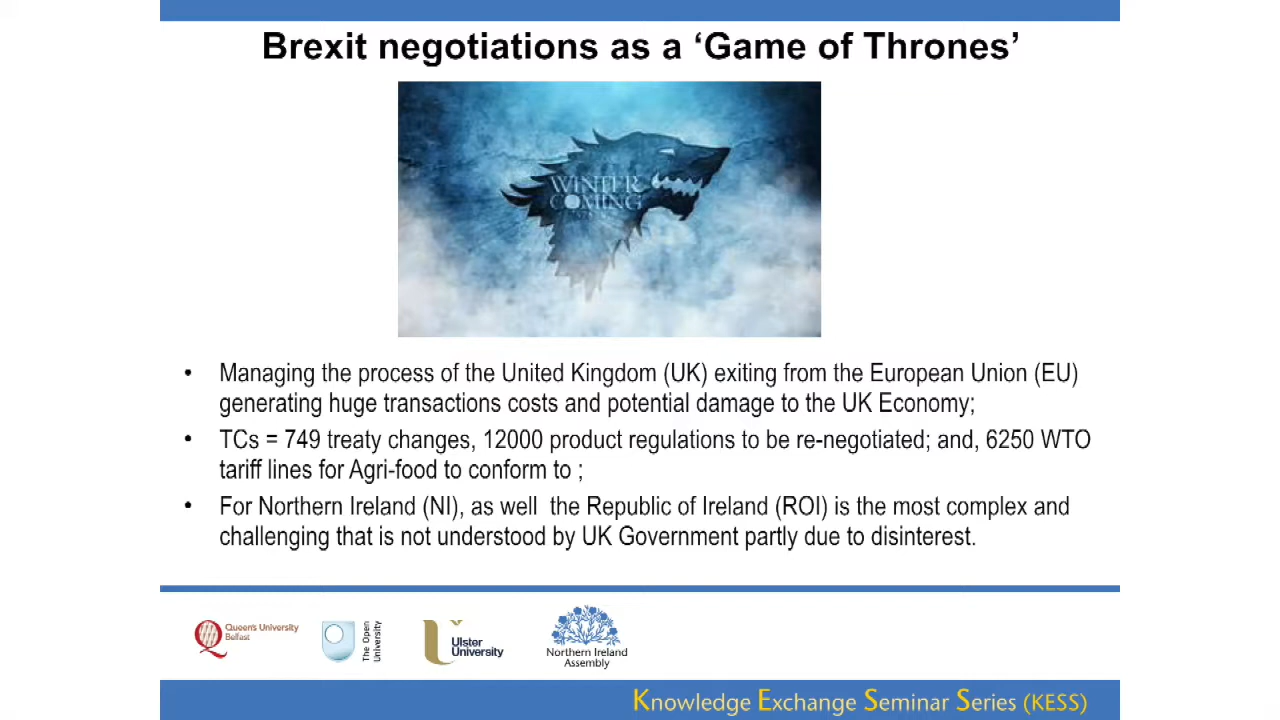 Brexit negotiations as a ‘Game of Thrones’
WINTER
COMING
• Managing the process of the United Kingdom (UK) exiting from the European Union (EU)
generating huge transactions costs and potential damage to the UK Economy;
• TCs = 749 treaty changes, 12000 product regulations to be re-negotiated; and, 6250 WTO
tariff lines for Agri-food to conform to ;
• For Northern Ireland (NI), as well  the Republic of Ireland (ROI) is the most complex and
challenging that is not understood by UK Government partly due to disinterest.
Queen's University
Belfast
The Open
University
Ulster
University
Northern Ireland
Assembly
Knowledge Exchange Seminar Series (KESS)